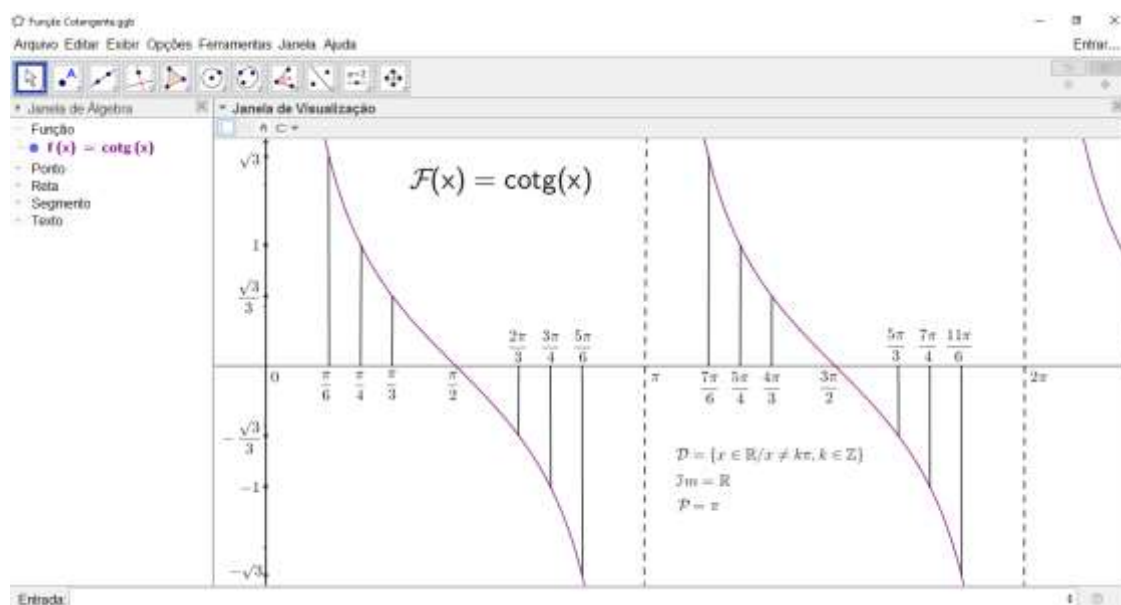 Função Cotangente.ggb
Arquivo Editar Exibir Opções Ferramentas Janela Ajuda
Entrar...
Janela de Álgebra
Janela de Visualização
Função
f(x) = cotg(x)
Ponto
Reta
Segmento
Texto
F(x) = cotg(x)
√3
1
√3/3
2π/3 3π/4 5π/6
5π/3 7π/4 11π/6
0 π/6 π/4 π/3 π/2 π 7π/6 5π/4 4π/3 3π/2 2π
-√3/3
-1
-√3
D = {x ∈ ℝ/x ≠ kπ, k ∈ ℤ}
Im = ℝ
P = π
Entrada: